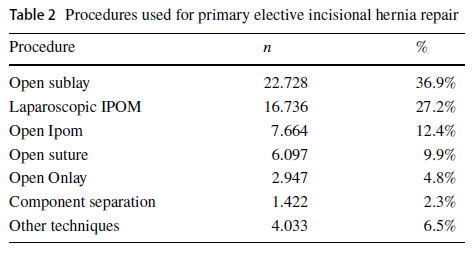 Table 2 Procedures used for primary elective incisional hernia repair
Procedure n %
Open sublay 22.728 36.9%
Laparoscopic IPOM 16.736 27.2%
Open Ipom 7.664 12.4%
Open suture 6.097 9.9%
Open Onlay 2.947 4.8%
Component separation 1.422 2.3%
Other techniques 4.033 6.5%